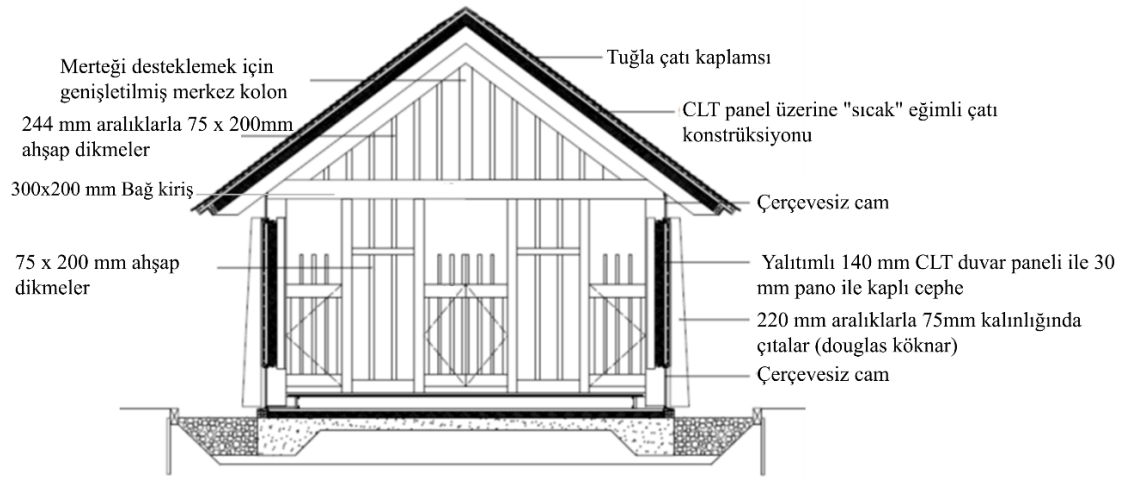 Merteği desteklemek için
genişletilmiş merkez kolon
244 mm aralıklarla 75 x 200mm
ahşap dikmeler
300x200 mm Bağ kiriş
75 x 200 mm ahşap
dikmeler
Tuğla çatı kaplamsı
CLT panel üzerine "sıcak" eğimli çatı
konstrüksiyonu
Çerçevesiz cam
Yalıtımlı 140 mm CLT duvar paneli ile 30
mm pano ile kaplı cephe
220 mm aralıklarla 75mm kalınlığında
çıtalar (douglas köknar)
Çerçevesiz cam